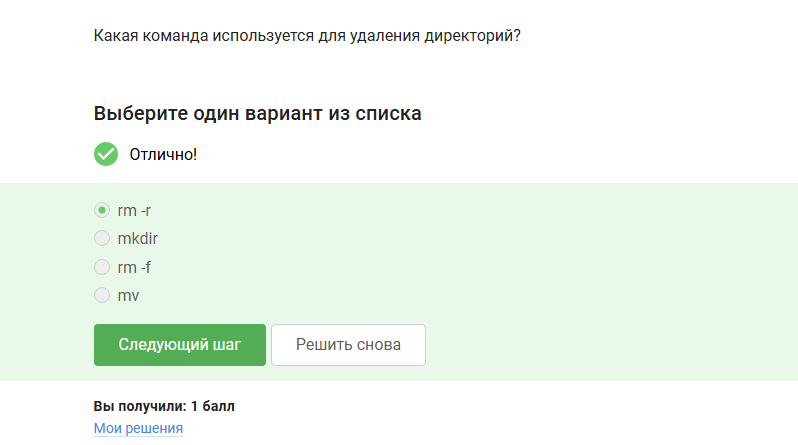 Какая команда используется для удаления директорий?
Выберите один вариант из списка
Отлично!
rm -r
mkdir
rm -f
mv
Следующий шаг
Решить снова
Вы получили: 1 балл
Мои решения